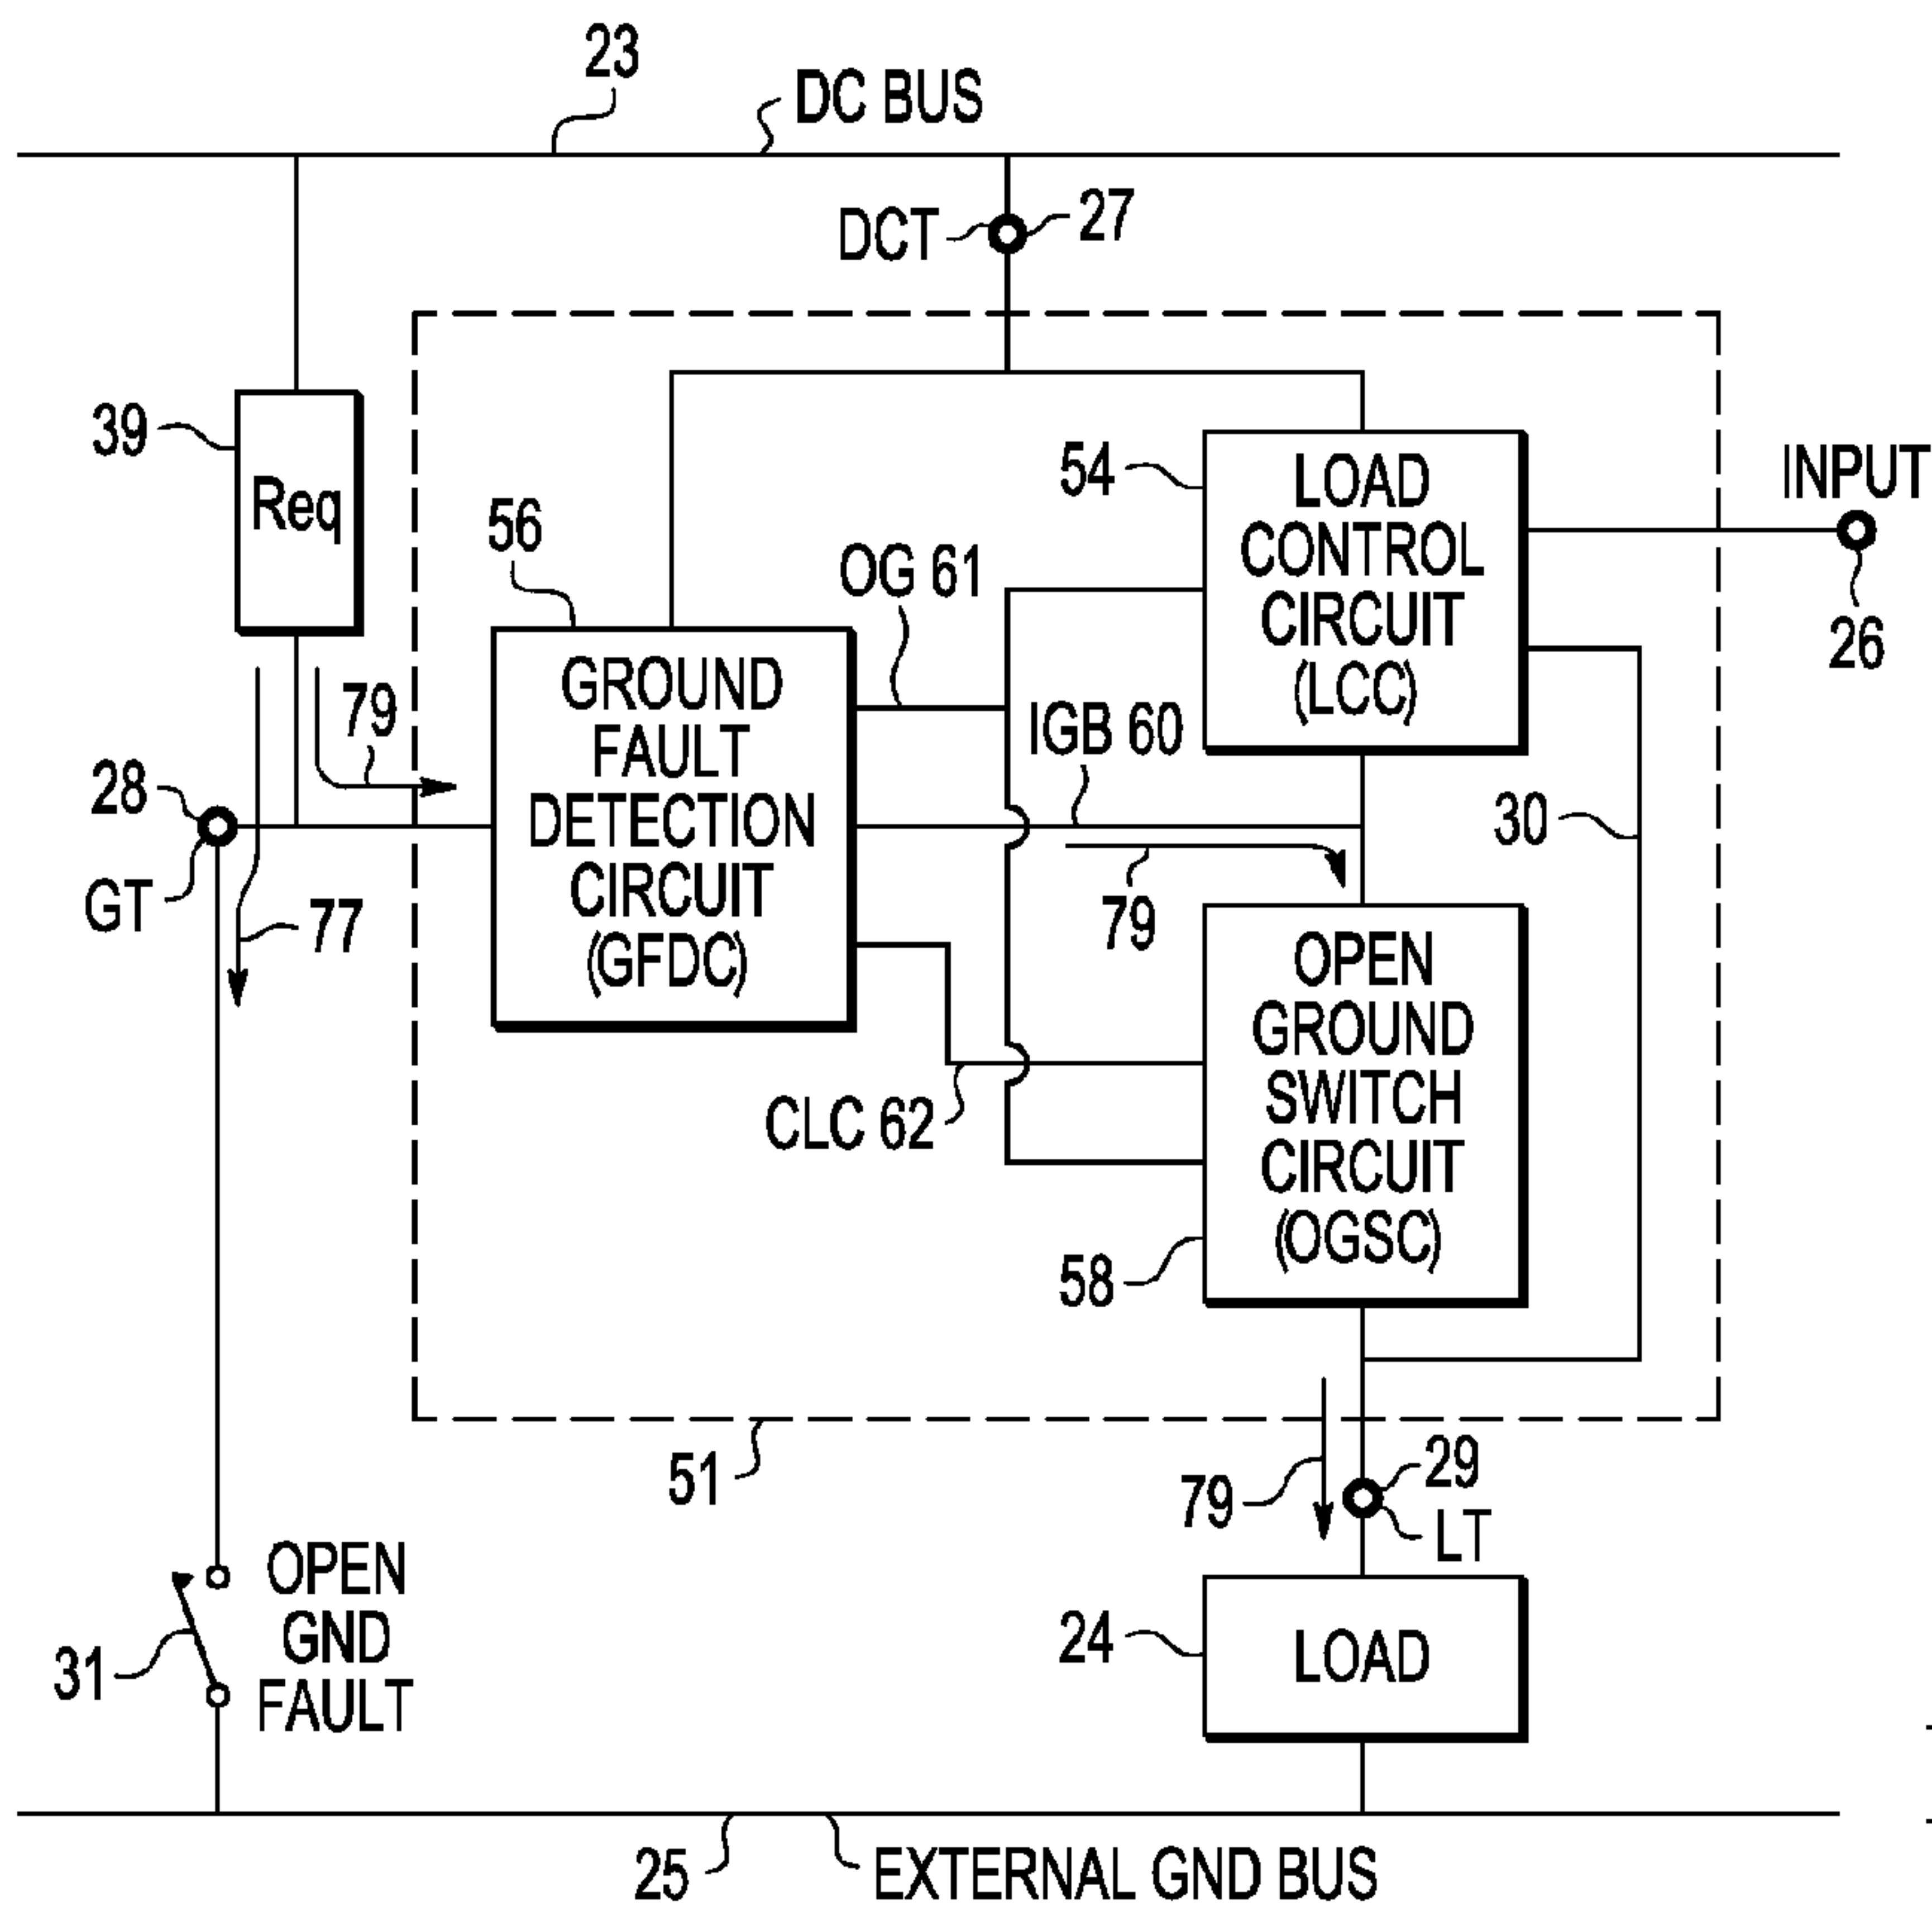 23
DC BUS
DCT
27
39
Req
54
LOAD
CONTROL
CIRCUIT
(LCC)
INPUT
26
56
OG 61
GROUND
FAULT
DETECTION
CIRCUIT
(GFDC)
79
IGB 60
28
GT
77
30
79
OPEN
GROUND
SWITCH
CIRCUIT
(OGSC)
CLC 62
58
51
79
29
LT
OPEN
GND
FAULT
31
24
LOAD
25
EXTERNAL GND BUS